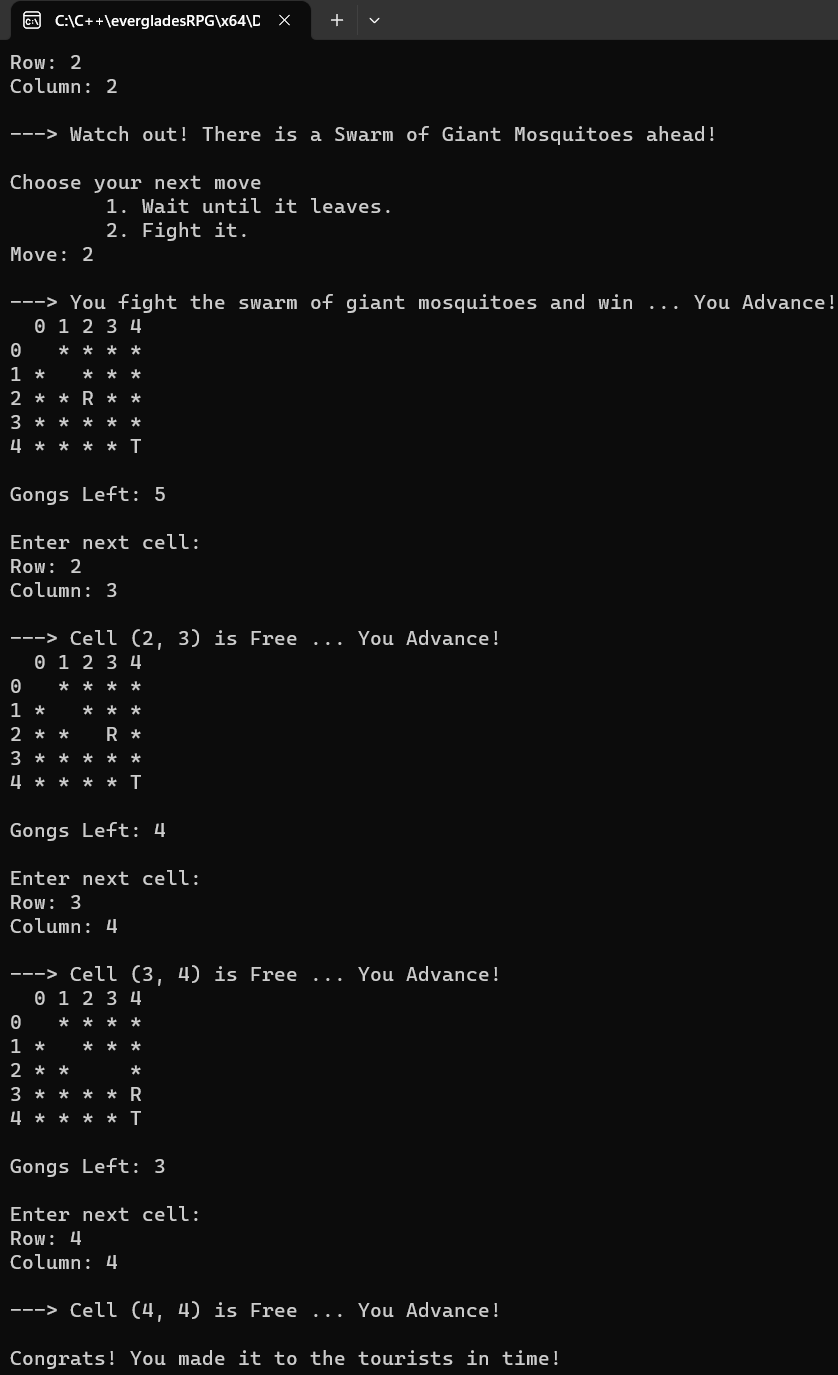 C:\C++\evergladesRPG\x64\D
Row: 2
Column: 2
---> Watch out! There is a Swarm of Giant Mosquitoes ahead!
Choose your next move
        1. Wait until it leaves.
        2. Fight it.
Move: 2
---> You fight the swarm of giant mosquitoes and win ... You Advance!
  0 1 2 3 4
0   * * * *
1 *   * * *
2 * * R * *
3 * * * * *
4 * * * * T
Gongs Left: 5
Enter next cell:
Row: 2
Column: 3
---> Cell (2, 3) is Free ... You Advance!
  0 1 2 3 4
0   * * * *
1 *   * * *
2 * *   R *
3 * * * * *
4 * * * * T
Gongs Left: 4
Enter next cell:
Row: 3
Column: 4
---> Cell (3, 4) is Free ... You Advance!
  0 1 2 3 4
0   * * * *
1 *   * * *
2 * *     *
3 * * * * R
4 * * * * T
Gongs Left: 3
Enter next cell:
Row: 4
Column: 4
---> Cell (4, 4) is Free ... You Advance!
Congrats! You made it to the tourists in time!